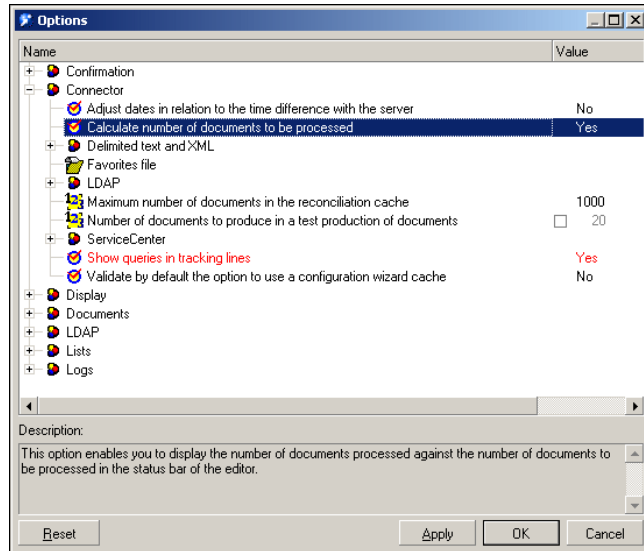 Options
Name Value
Confirmation
Connector
Adjust dates in relation to the time difference with the server No
Calculate number of documents to be processed Yes
Delimited text and XML
Favorites file
LDAP
Maximum number of documents in the reconciliation cache 1000
Number of documents to produce in a test production of documents 20
ServiceCenter
Show queries in tracking lines Yes
Validate by default the option to use a configuration wizard cache No
Display
Documents
LDAP
Lists
Logs
Description:
This option enables you to display the number of documents processed against the number of documents to
be processed in the status bar of the editor.
Reset Apply OK Cancel